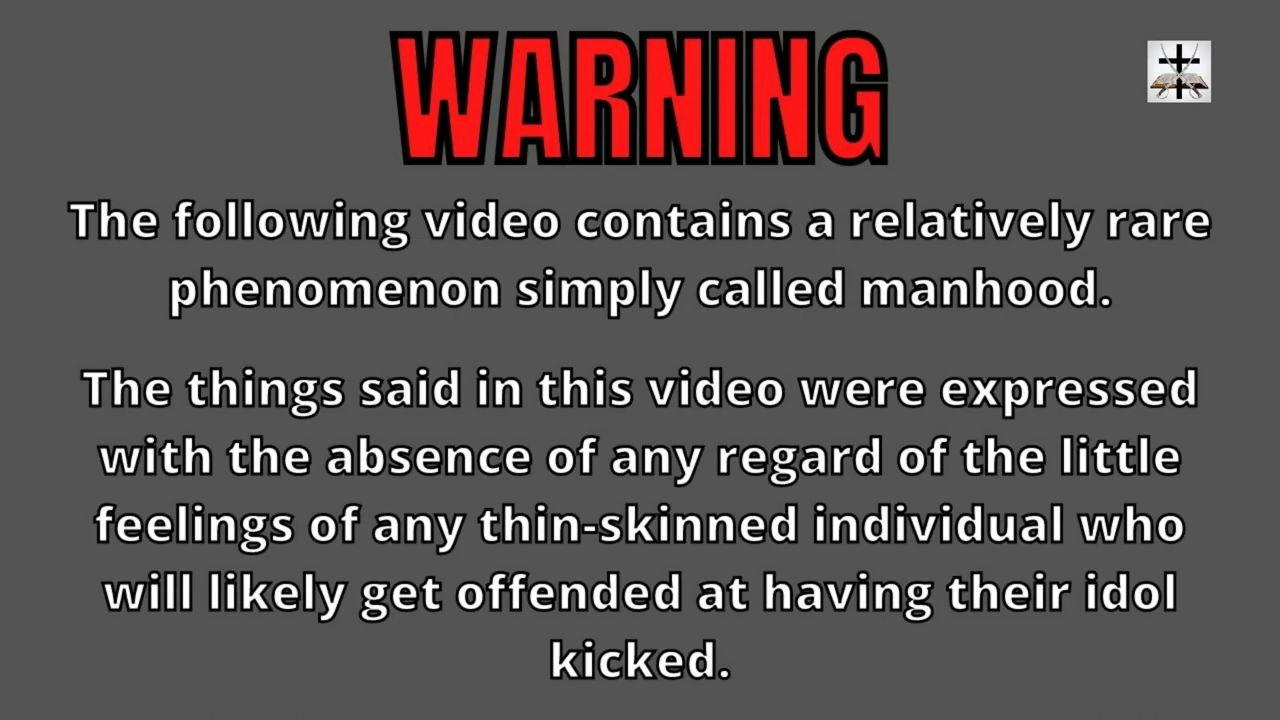 WARNING
The following video contains a relatively rare
phenomenon simply called manhood.
The things said in this video were expressed
with the absence of any regard of the little
feelings of any thin-skinned individual who
will likely get offended at having their idol
kicked.